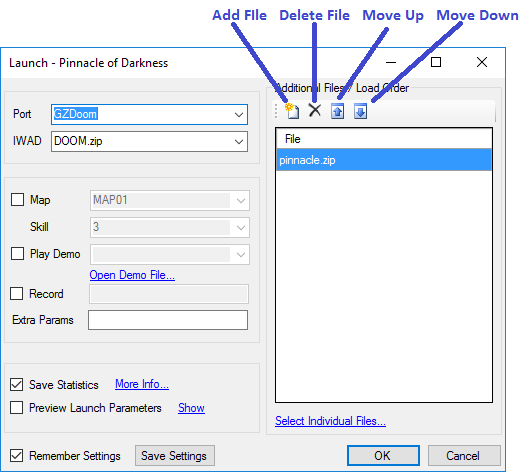 Add File Delete File Move Up Move Down
Launch - Pinnacle of Darkness
Additional Files / Load Order
Port GZDoom
IWAD DOOM.zip
File
pinnacle.zip
Map MAP01
Skill 3
Play Demo
Open Demo File...
Record
Extra Params
Save Statistics More Info...
Preview Launch Parameters Show
Select Individual Files...
Remember Settings Save Settings OK Cancel